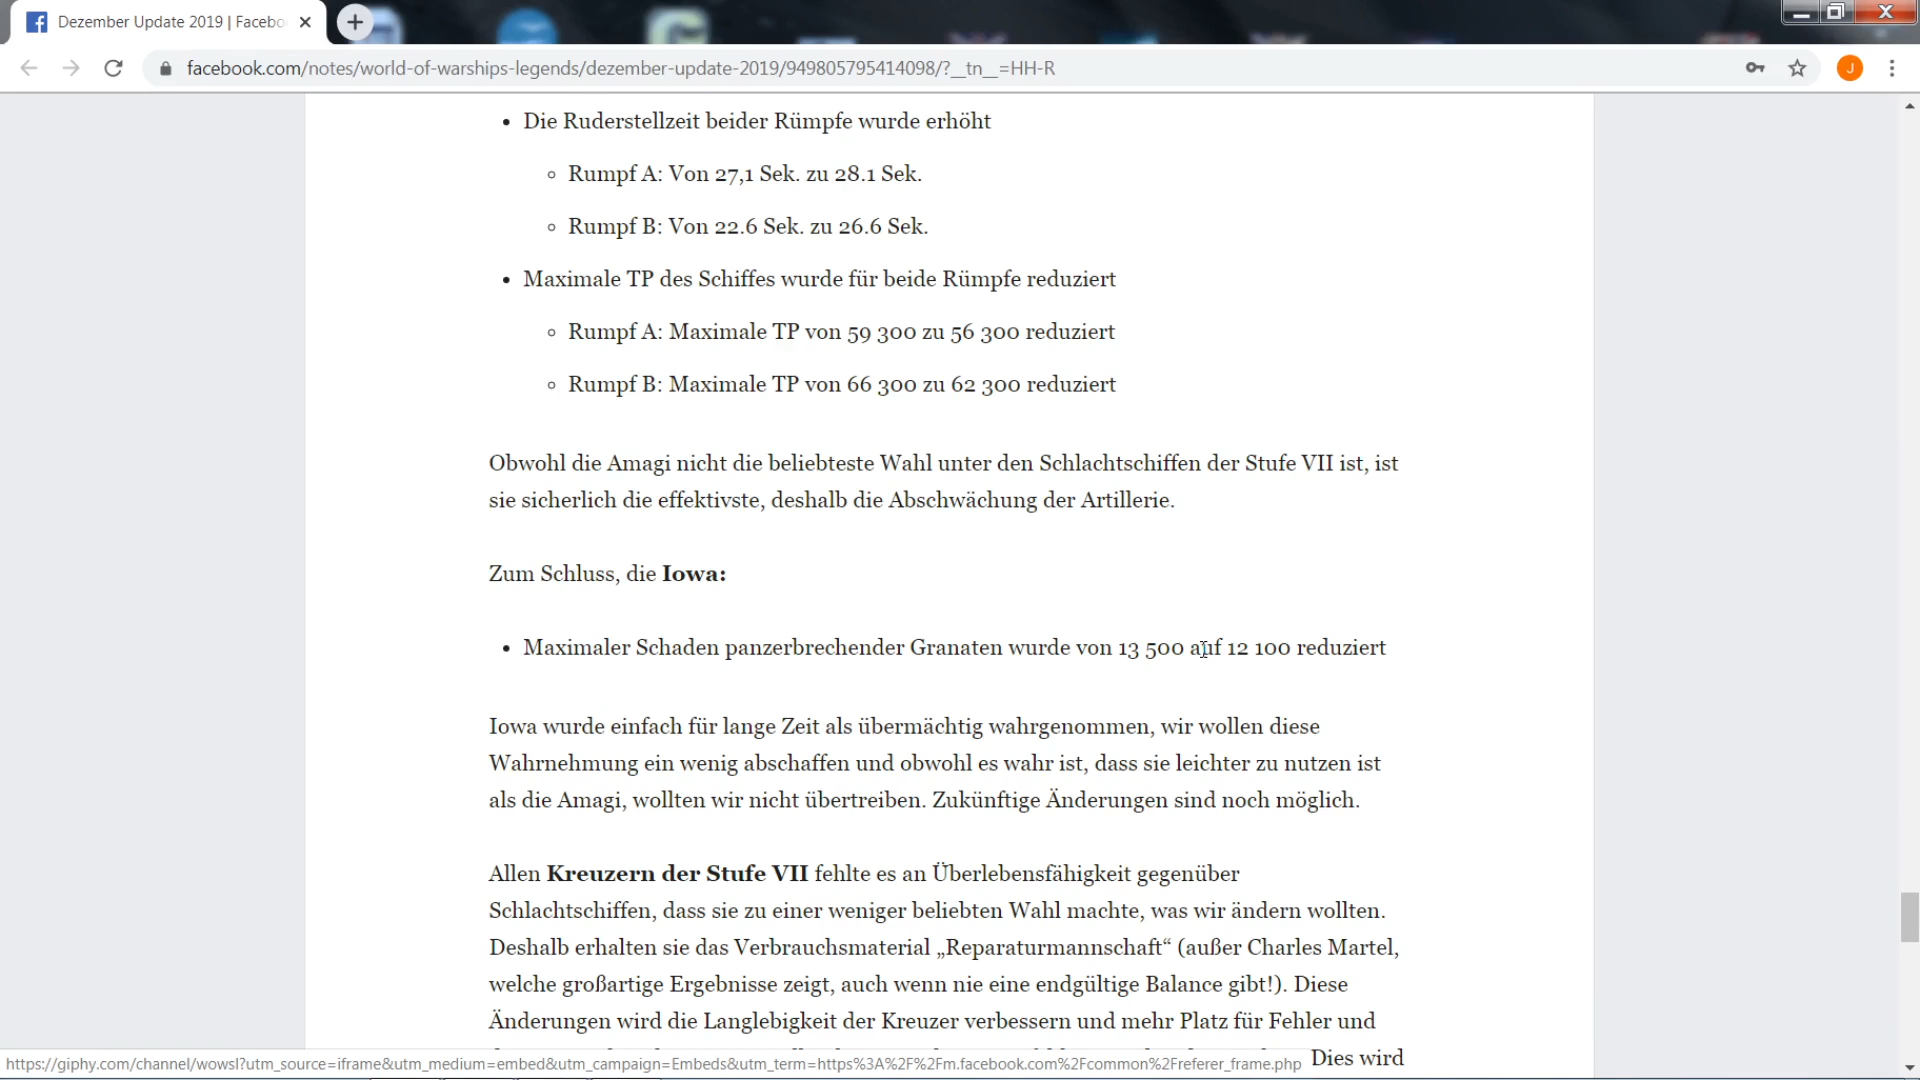 Dezember Update 2019 | Facebo
facebook.com/notes/world-of-warships-legends/dezember-update-2019/949805795414098/?__tn__=HH-R
J
• Die Ruderstellzeit beider Rümpfe wurde erhöht
◦ Rumpf A: Von 27,1 Sek. zu 28.1 Sek.
◦ Rumpf B: Von 22.6 Sek. zu 26.6 Sek.
• Maximale TP des Schiffes wurde für beide Rümpfe reduziert
◦ Rumpf A: Maximale TP von 59 300 zu 56 300 reduziert
◦ Rumpf B: Maximale TP von 66 300 zu 62 300 reduziert
Obwohl die Amagi nicht die beliebteste Wahl unter den Schlachtschiffen der Stufe VII ist, ist
sie sicherlich die effektivste, deshalb die Abschwächung der Artillerie.
Zum Schluss, die Iowa:
• Maximaler Schaden panzerbrechender Granaten wurde von 13 500 auf 12 100 reduziert
Iowa wurde einfach für lange Zeit als übermächtig wahrgenommen, wir wollen diese
Wahrnehmung ein wenig abschaffen und obwohl es wahr ist, dass sie leichter zu nutzen ist
als die Amagi, wollten wir nicht übertreiben. Zukünftige Änderungen sind noch möglich.
Allen Kreuzern der Stufe VII fehlte es an Überlebensfähigkeit gegenüber
Schlachtschiffen, dass sie zu einer weniger beliebten Wahl machte, was wir ändern wollten.
Deshalb erhalten sie das Verbrauchsmaterial „Reparaturmannschaft“ (außer Charles Martel,
welche großartige Ergebnisse zeigt, auch wenn nie eine endgültige Balance gibt!). Diese
Änderungen wird die Langlebigkeit der Kreuzer verbessern und mehr Platz für Fehler und
Dies wird
https://giphy.com/channel/wowsl?utm_source=iframe&utm_medium=embed&utm_campaign=Embeds&utm_term=https%3A%2F%2Fm.facebook.com%2Fcommon%2Freferer_frame.php